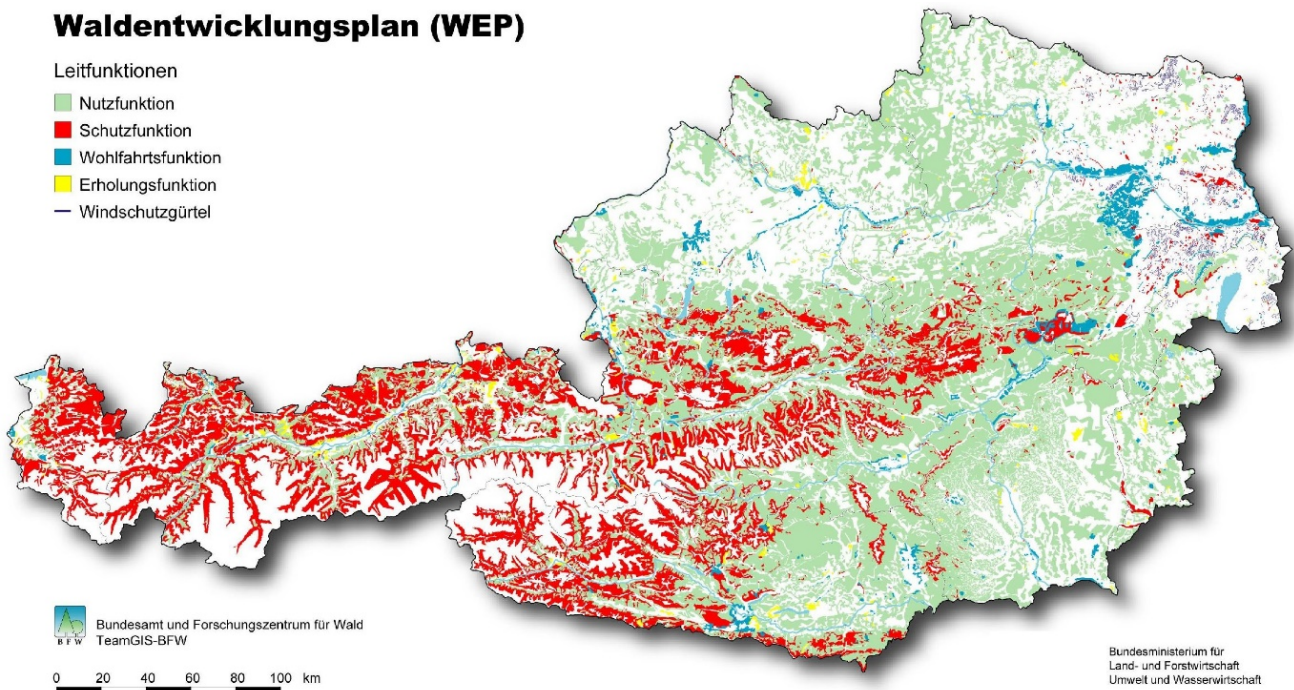 Waldentwicklungsplan (WEP)
Leitfunktionen
Nutzfunktion
Schutzfunktion
Wohlfahrtsfunktion
Erholungsfunktion
Windschutzgürtel
BFW
Bundesamt und Forschungszentrum für Wald
TeamGIS-BFW
0 20 40 60 80 100 km
Bundesministerium für
Land- und Forstwirtschaft
Umwelt und Wasserwirtschaft